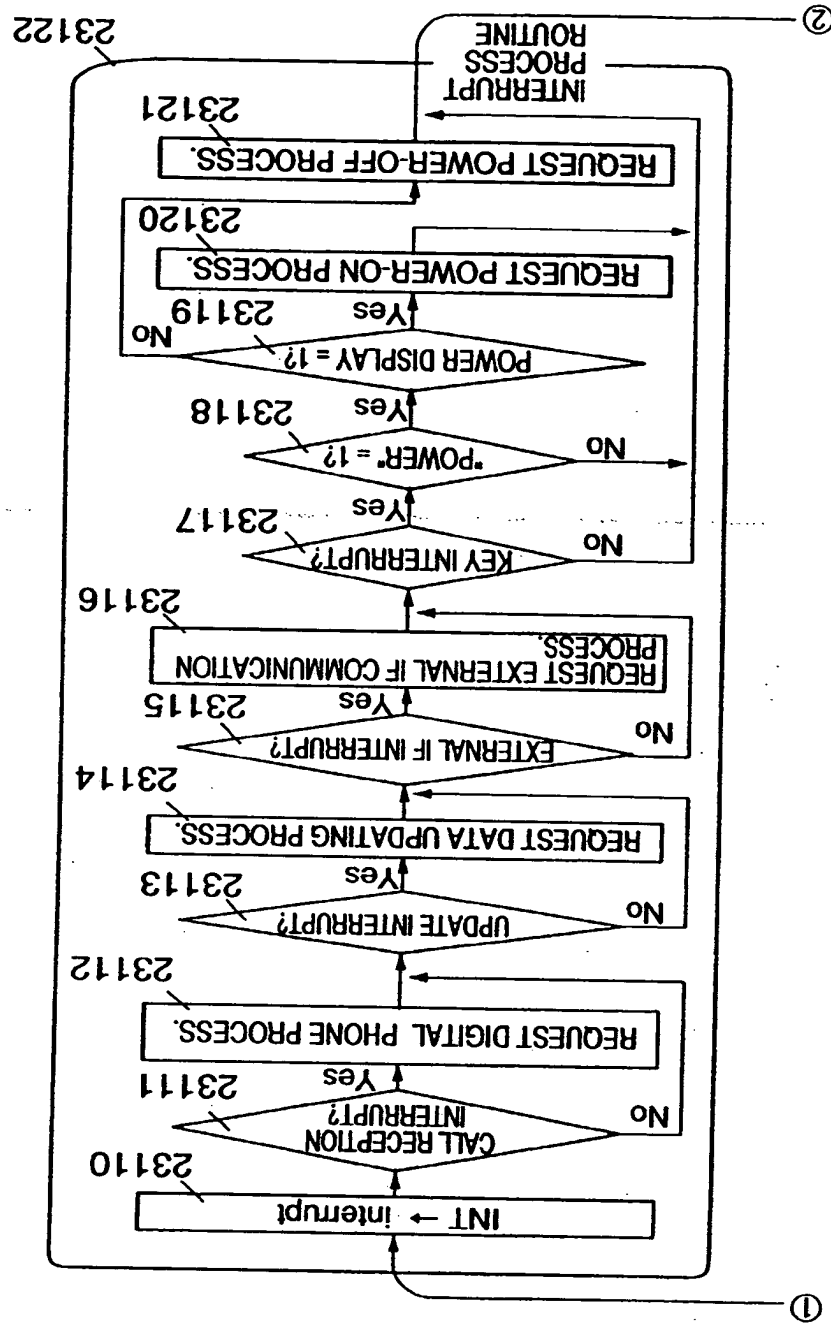 ①
INT → interrupt
23110
CALL RECEPTION
INTERRUPT?
23111
No
Yes
REQUEST DIGITAL PHONE PROCESS.
23112
UPDATE INTERRUPT?
23113
No
Yes
REQUEST DATA UPDATING PROCESS.
23114
EXTERNAL IF INTERRUPT?
23115
No
Yes
REQUEST EXTERNAL IF COMMUNICATION
PROCESS.
23116
KEY INTERRUPT?
23117
No
Yes
"POWER" = 1?
23118
No
Yes
POWER DISPLAY = 1?
23119
No
Yes
REQUEST POWER-ON PROCESS.
23120
REQUEST POWER-OFF PROCESS.
23121
INTERRUPT
PROCESS
ROUTINE
23122
②